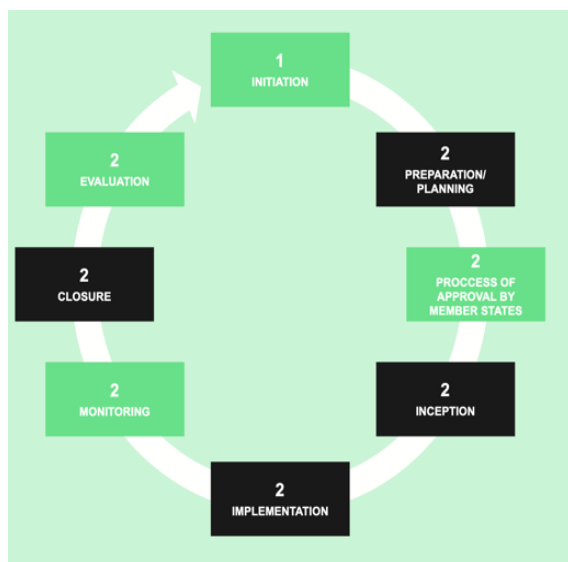 1
INITIATION
2
PREPARATION/
PLANNING
2
PROCCESS OF
APPROVAL BY
MEMBER STATES
2
INCEPTION
2
IMPLEMENTATION
2
MONITORING
2
CLOSURE
2
EVALUATION